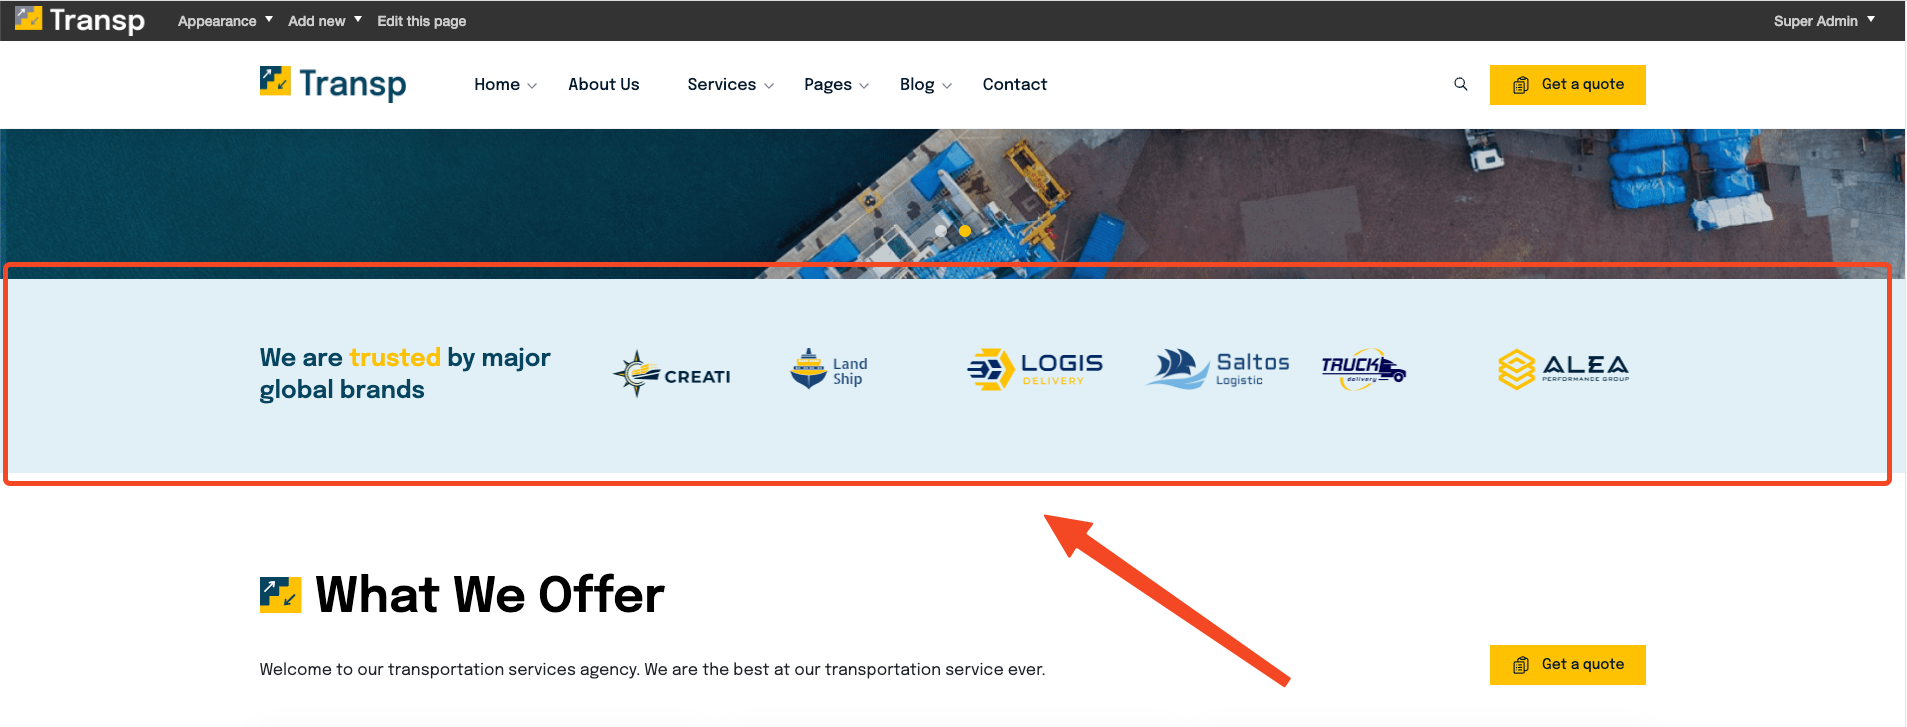 Transp Appearance Add new Edit this page Super Admin
Transp Home About Us Services Pages Blog Contact Get a quote
We are trusted by major
global brands
CREATI
Land
Ship
LOGIS
DELIVERY
Saltos
Logistic
TRUCK
delivery
ALEA
PERFORMANCE GROUP
What We Offer
Welcome to our transportation services agency. We are the best at our transportation service ever.
Get a quote